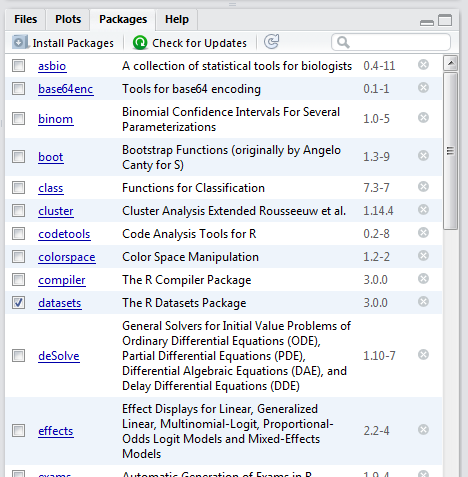 Files Plots Packages Help
Install Packages Check for Updates
asbio A collection of statistical tools for biologists 0.4-11
base64enc Tools for base64 encoding 0.1-1
binom Binomial Confidence Intervals For Several Parameterizations 1.0-5
boot Bootstrap Functions (originally by Angelo Canty for S) 1.3-9
class Functions for Classification 7.3-7
cluster Cluster Analysis Extended Rousseeuw et al. 1.14.4
codetools Code Analysis Tools for R 0.2-8
colorspace Color Space Manipulation 1.2-2
compiler The R Compiler Package 3.0.0
datasets The R Datasets Package 3.0.0
deSolve General Solvers for Initial Value Problems of Ordinary Differential Equations (ODE), Partial Differential Equations (PDE), Differential Algebraic Equations (DAE), and Delay Differential Equations (DDE) 1.10-7
effects Effect Displays for Linear, Generalized Linear, Multinomial-Logit, Proportional-Odds Logit Models and Mixed-Effects Models 2.2-4
exams Automatic Generation of Exams in R 1.9-4